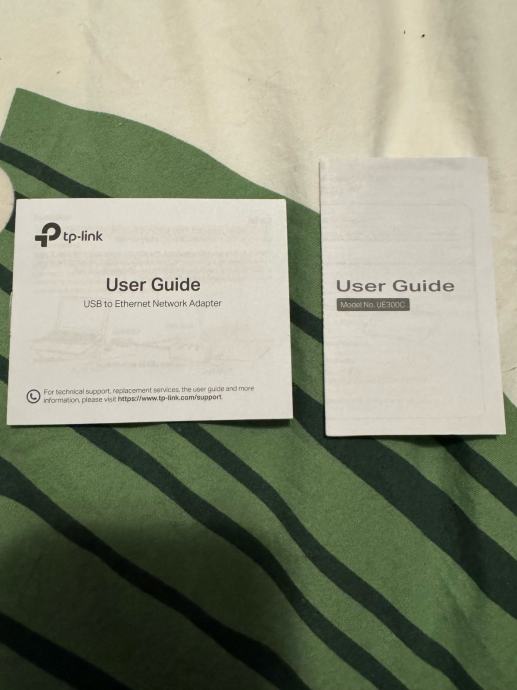 tp-link
User Guide
USB to Ethernet Network Adapter
For technical support, replacement services, the user guide and more
information, please visit https://www.tp-link.com/support.
User Guide
Model No. UE300C